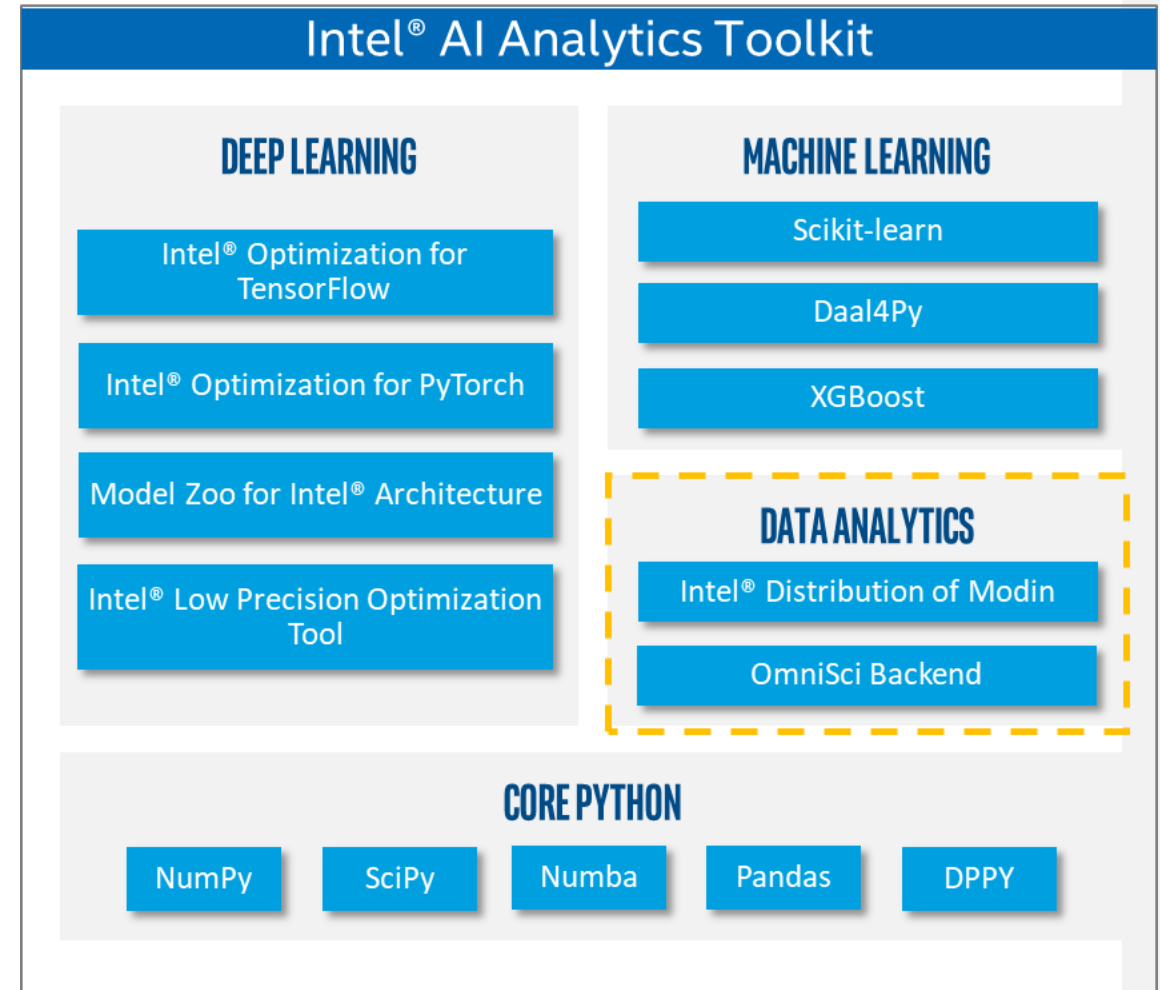 Intel® AI Analytics Toolkit
DEEP LEARNING
Intel® Optimization for
TensorFlow
Intel® Optimization for PyTorch
Model Zoo for Intel® Architecture
Intel® Low Precision Optimization
Tool
MACHINE LEARNING
Scikit-learn
Daal4Py
XGBoost
DATA ANALYTICS
Intel® Distribution of Modin
OmniSci Backend
CORE PYTHON
NumPy
SciPy
Numba
Pandas
DPPY